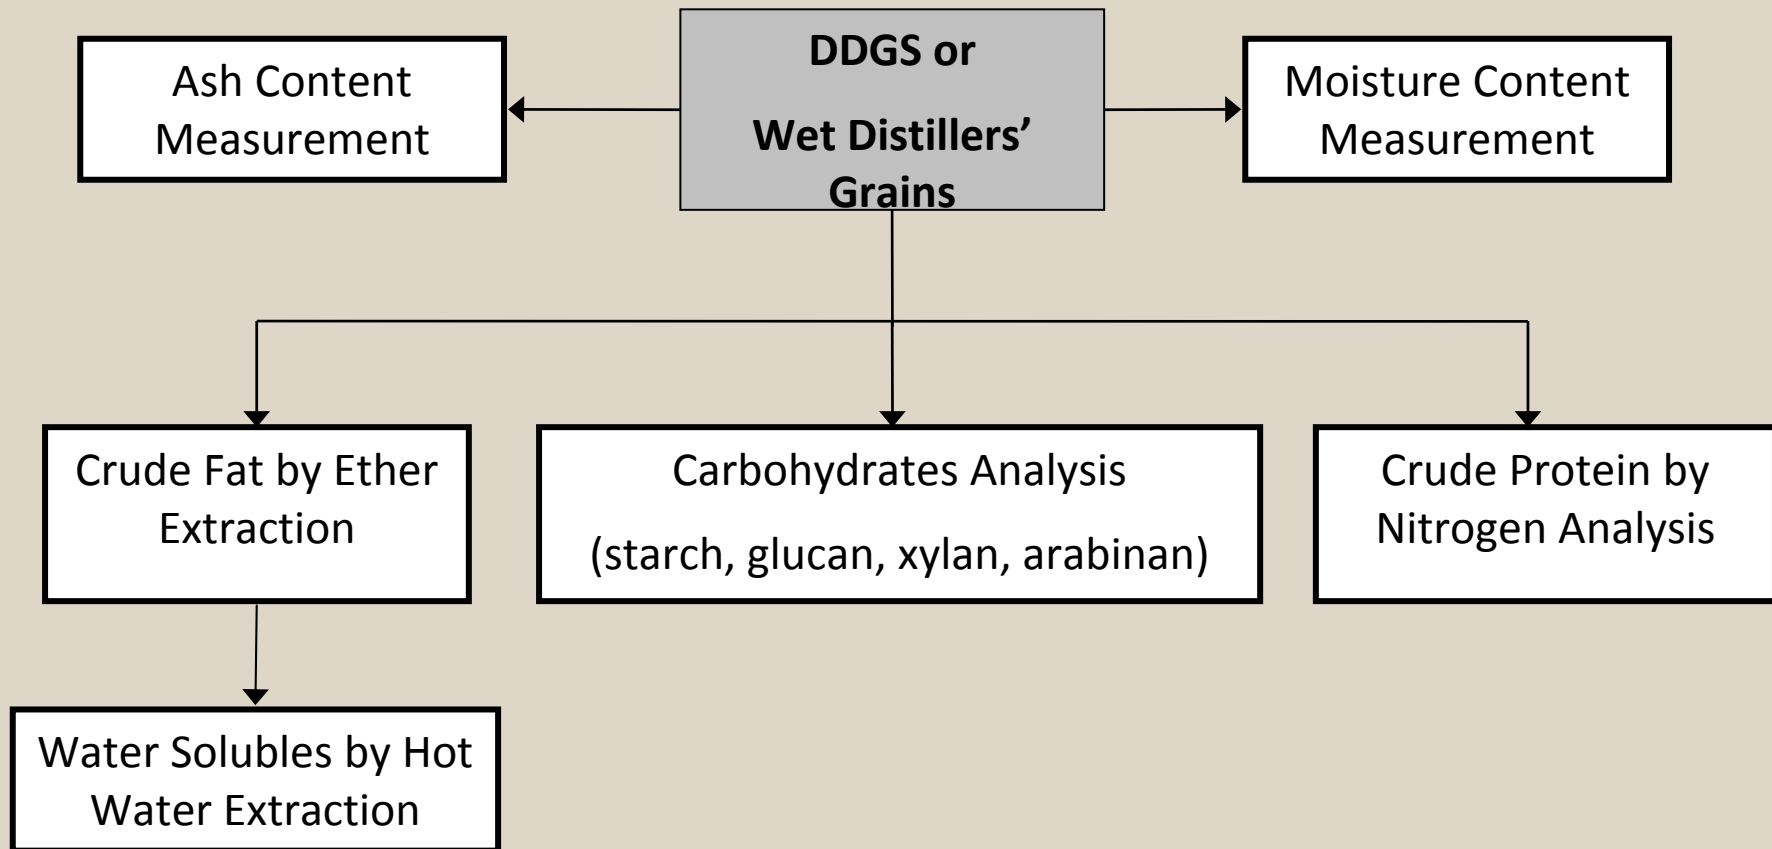 Ash Content
Measurement
DDGS or
Wet Distillers’
Grains
Moisture Content
Measurement
Crude Fat by Ether
Extraction
Carbohydrates Analysis
(starch, glucan, xylan, arabinan)
Crude Protein by
Nitrogen Analysis
Water Solubles by Hot
Water Extraction